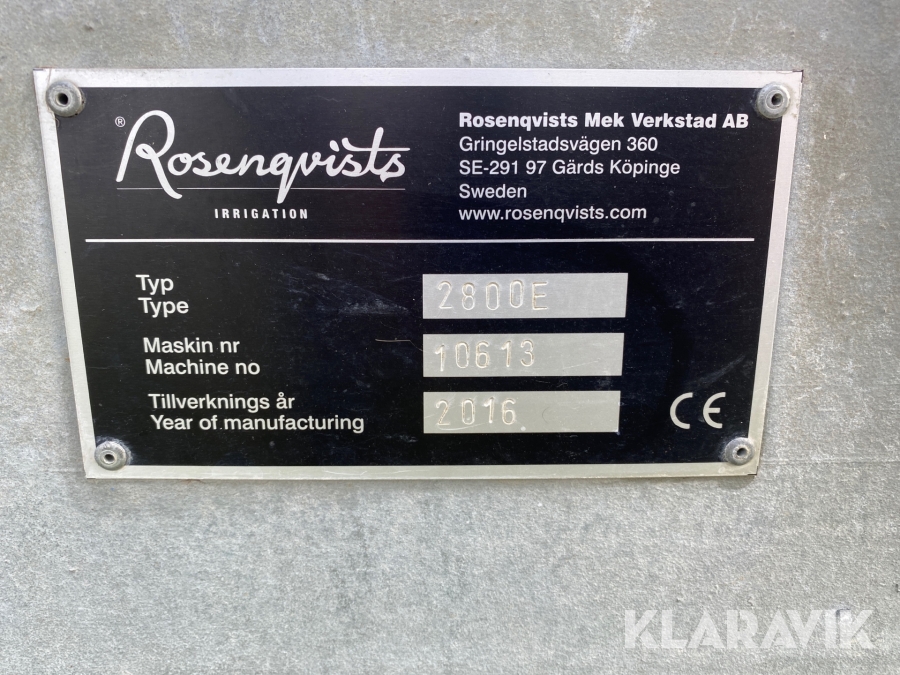 ® Rosenqvists
IRRIGATION
Rosenqvists Mek Verkstad AB
Gringelstadsvägen 360
SE-291 97 Gärds Köpinge
Sweden
www.rosenqvists.com
Typ
Type
2800E
Maskin nr
Machine no
10613
Tillverknings år
Year of manufacturing
2016
CE
KLARAVIK